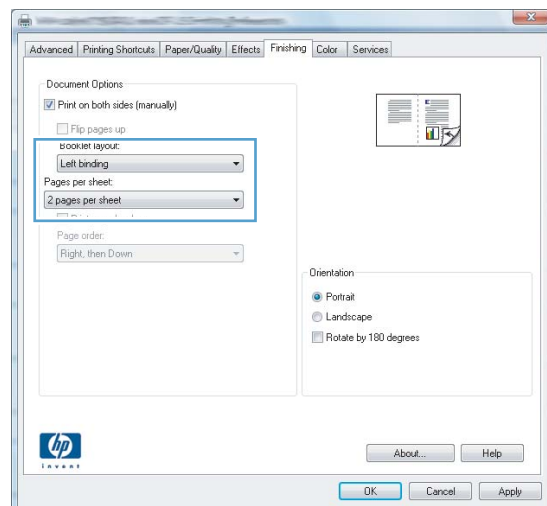 Advanced Printing Shortcuts Paper/Quality Effects Finishing Color Services
Document Options
Print on both sides (manually)
Flip pages up
Booklet layout:
Left binding
Pages per sheet:
2 pages per sheet
Page order:
Right, then Down
Orientation
Portrait
Landscape
Rotate by 180 degrees
hp
invent
About... Help
OK Cancel Apply